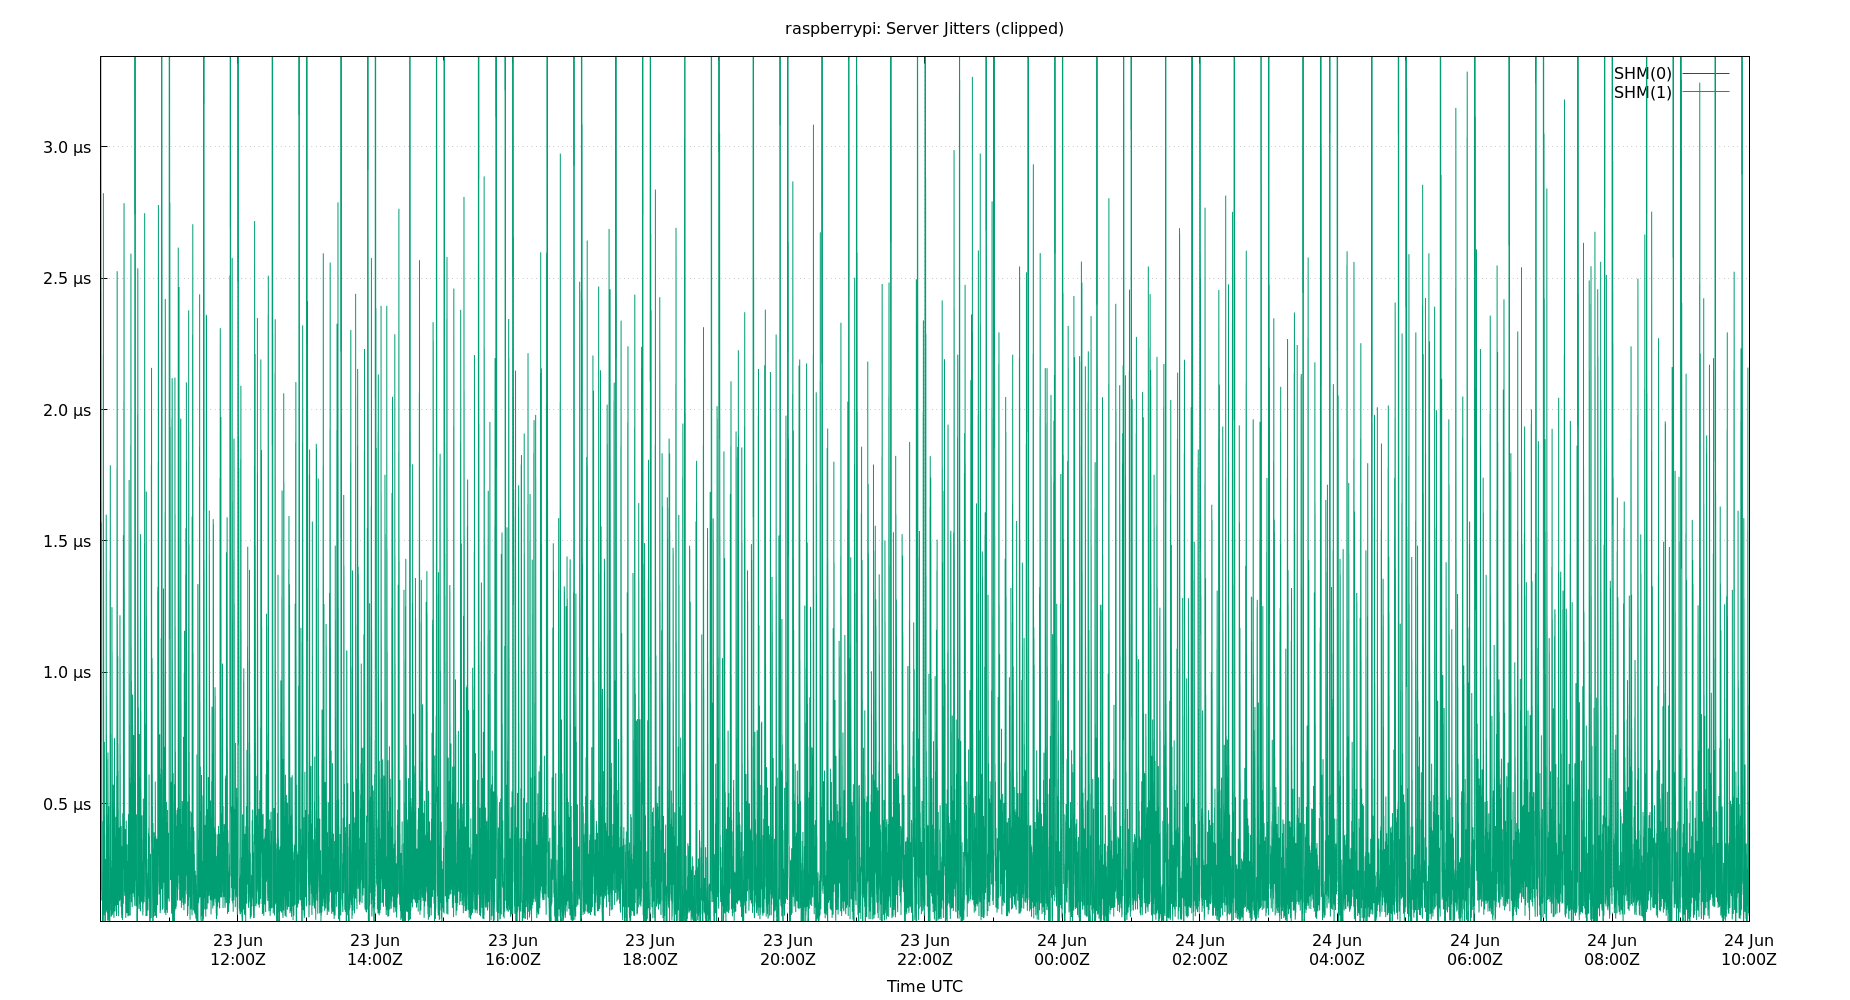 raspberrypi: Server Jitters (clipped)
SHM(0)
SHM(1)
3.0 µs
2.5 µs
2.0 µs
1.5 µs
1.0 µs
0.5 µs
23 Jun 23 Jun 23 Jun 23 Jun 23 Jun 23 Jun 24 Jun 24 Jun 24 Jun 24 Jun 24 Jun 24 Jun
12:00Z 14:00Z 16:00Z 18:00Z 20:00Z 22:00Z 00:00Z 02:00Z 04:00Z 06:00Z 08:00Z 10:00Z
Time UTC